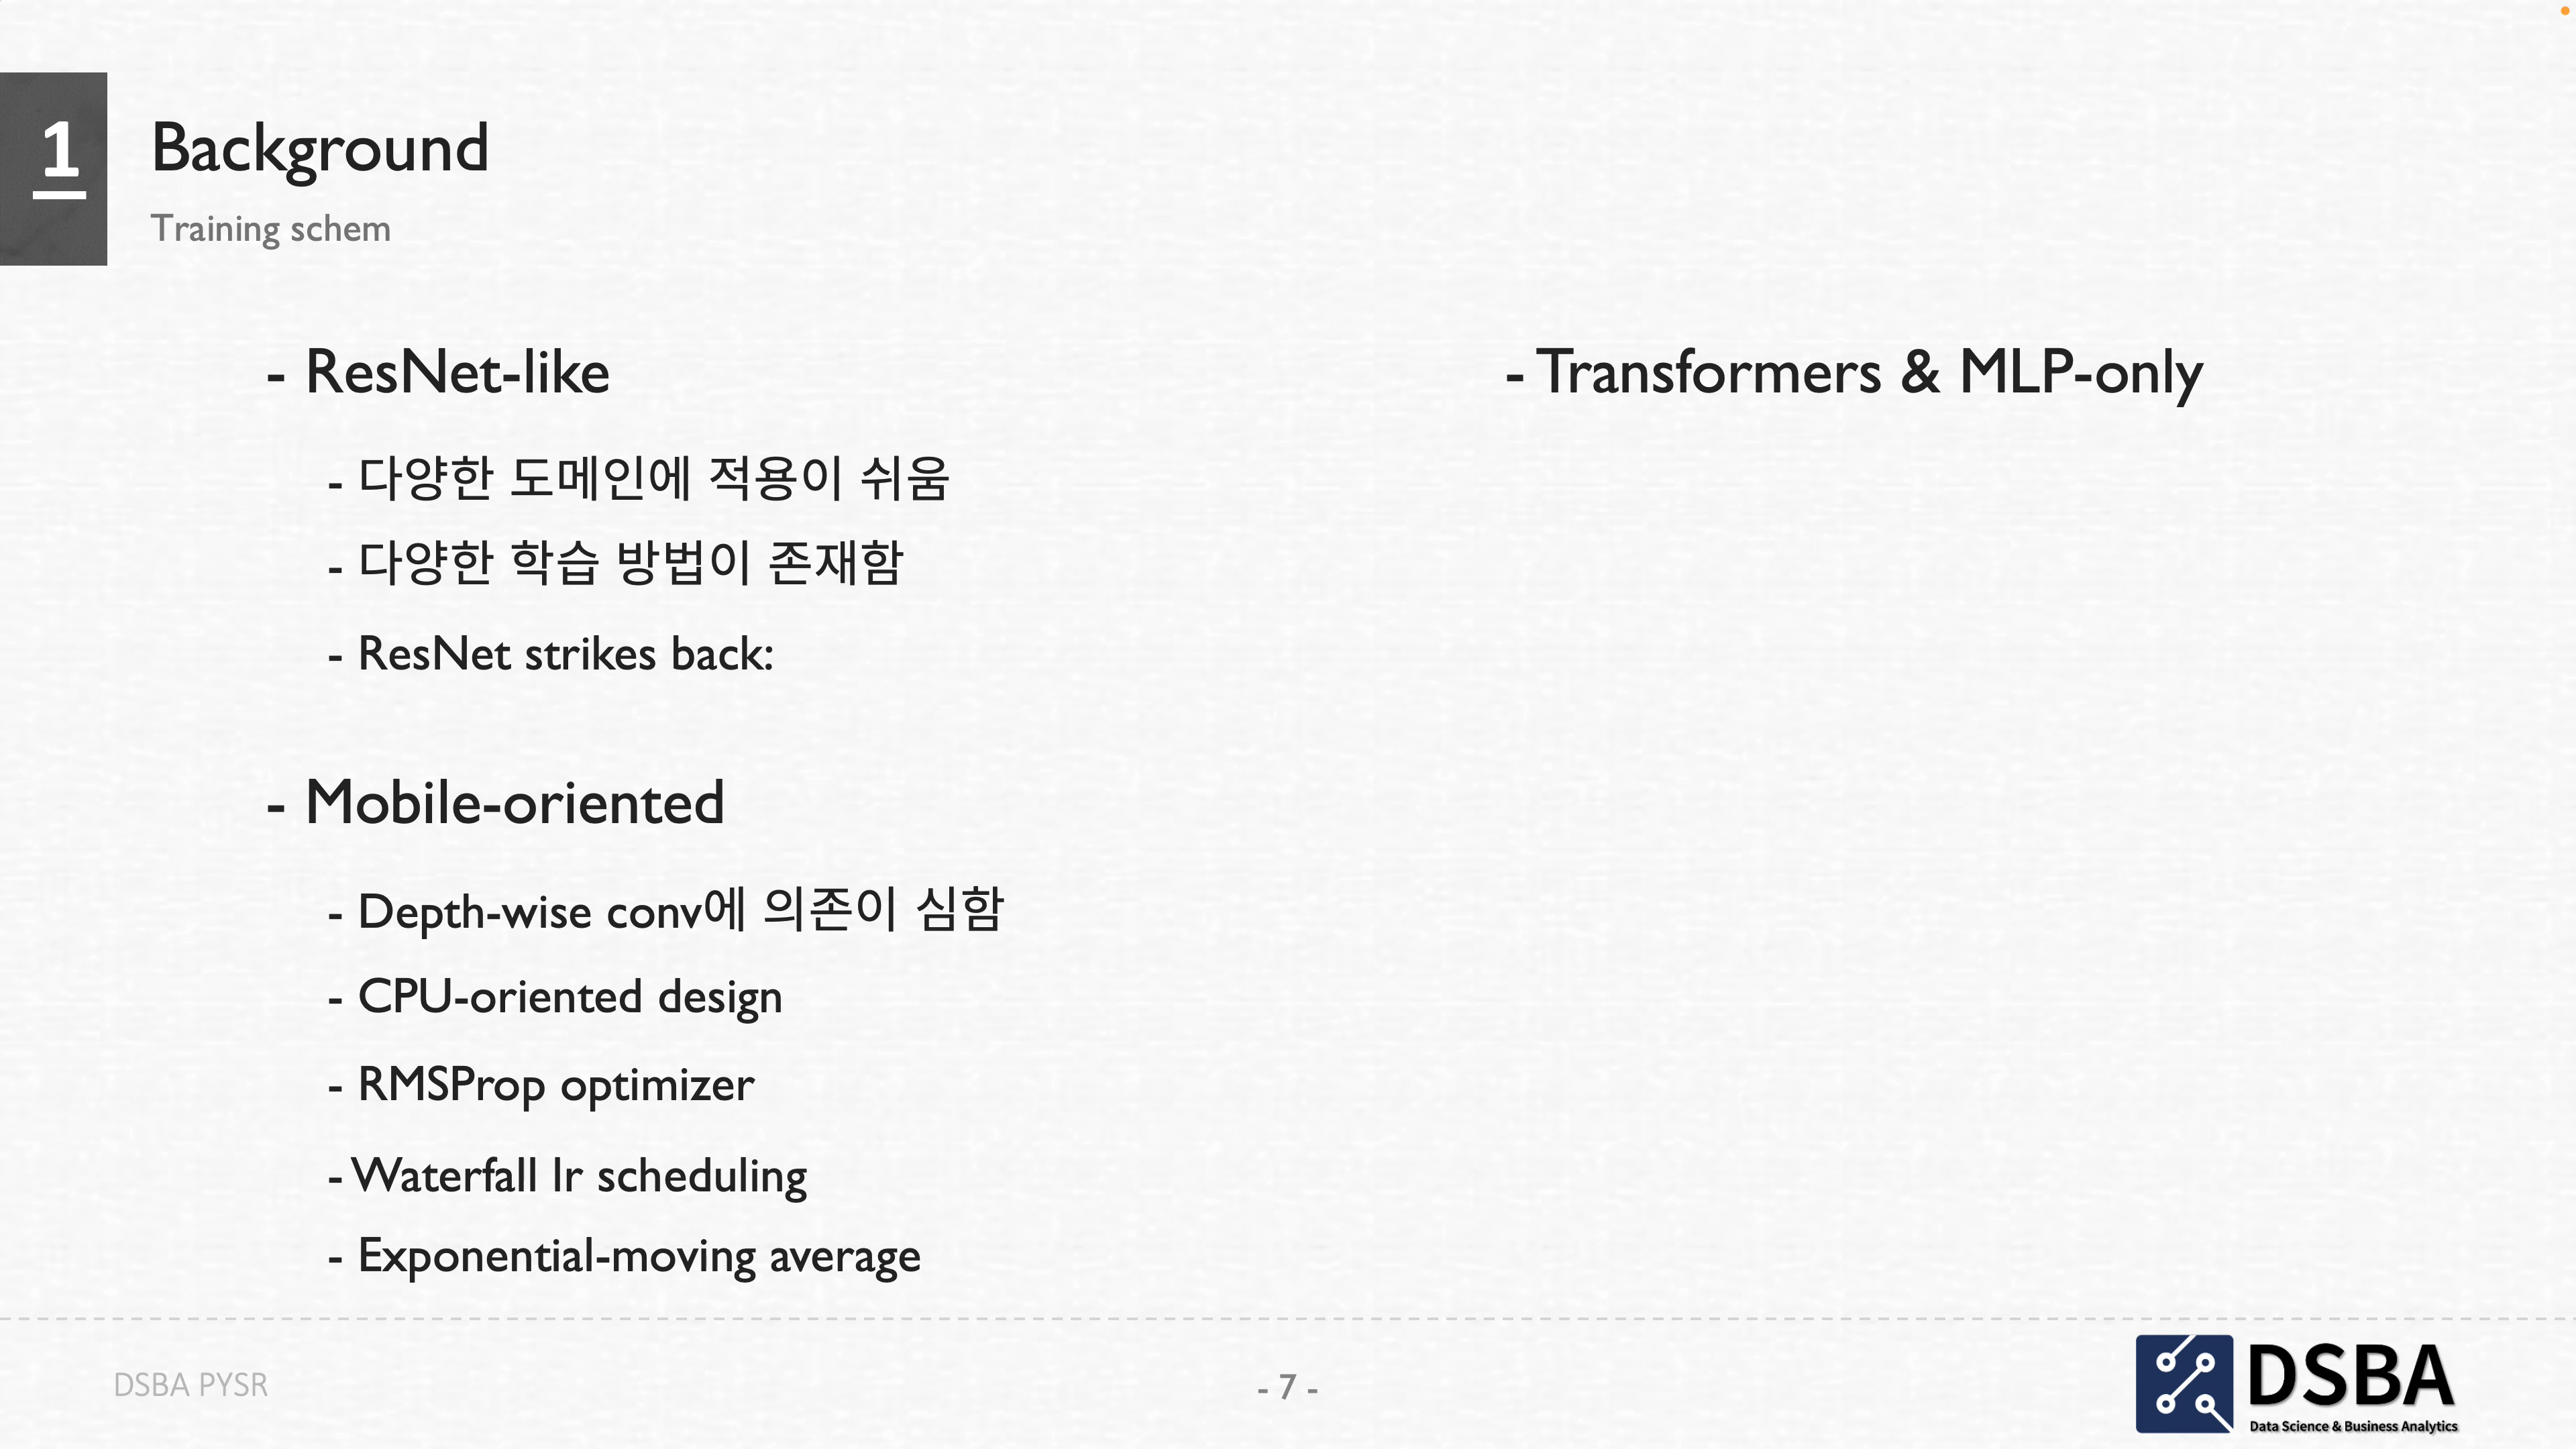 1
Background
Training schem
- ResNet-like
- 다양한 도메인에 적용이 쉬움
- 다양한 학습 방법이 존재함
- ResNet strikes back:
- Mobile-oriented
- Depth-wise conv에 의존이 심함
- CPU-oriented design
- RMSProp optimizer
- Waterfall lr scheduling
- Exponential-moving average
- Transformers & MLP-only
DSBA PYSR
- 7 -
DSBA
Data Science & Business Analytics